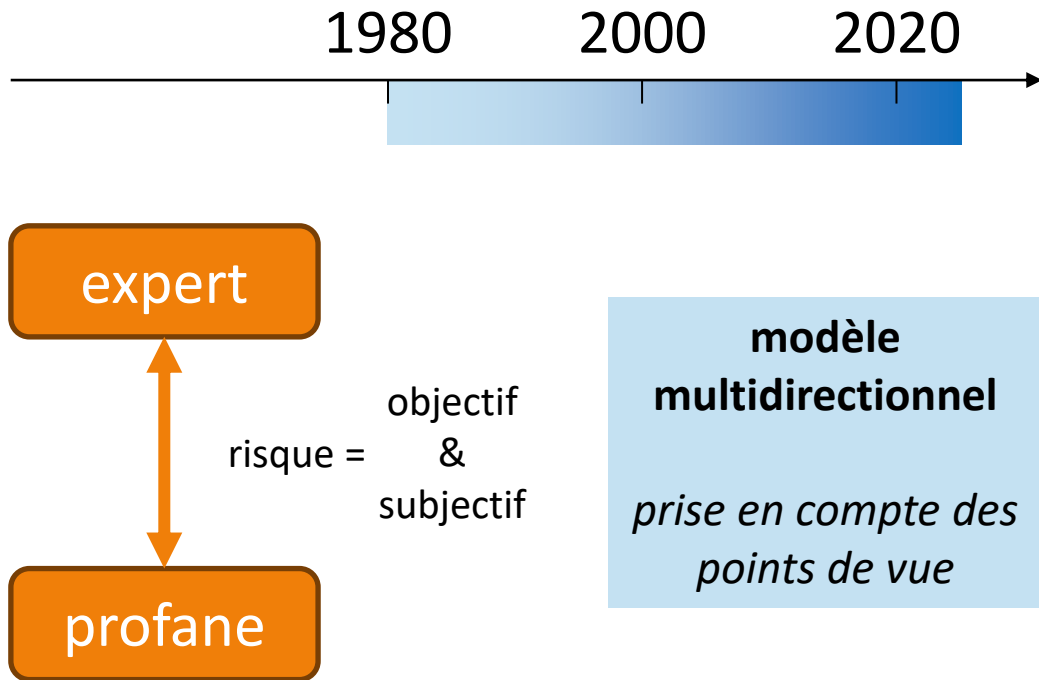 1980 2000 2020
expert
objectif
risque = &
subjectif
profane
modèle
multidirectionnel
prise en compte des
points de vue